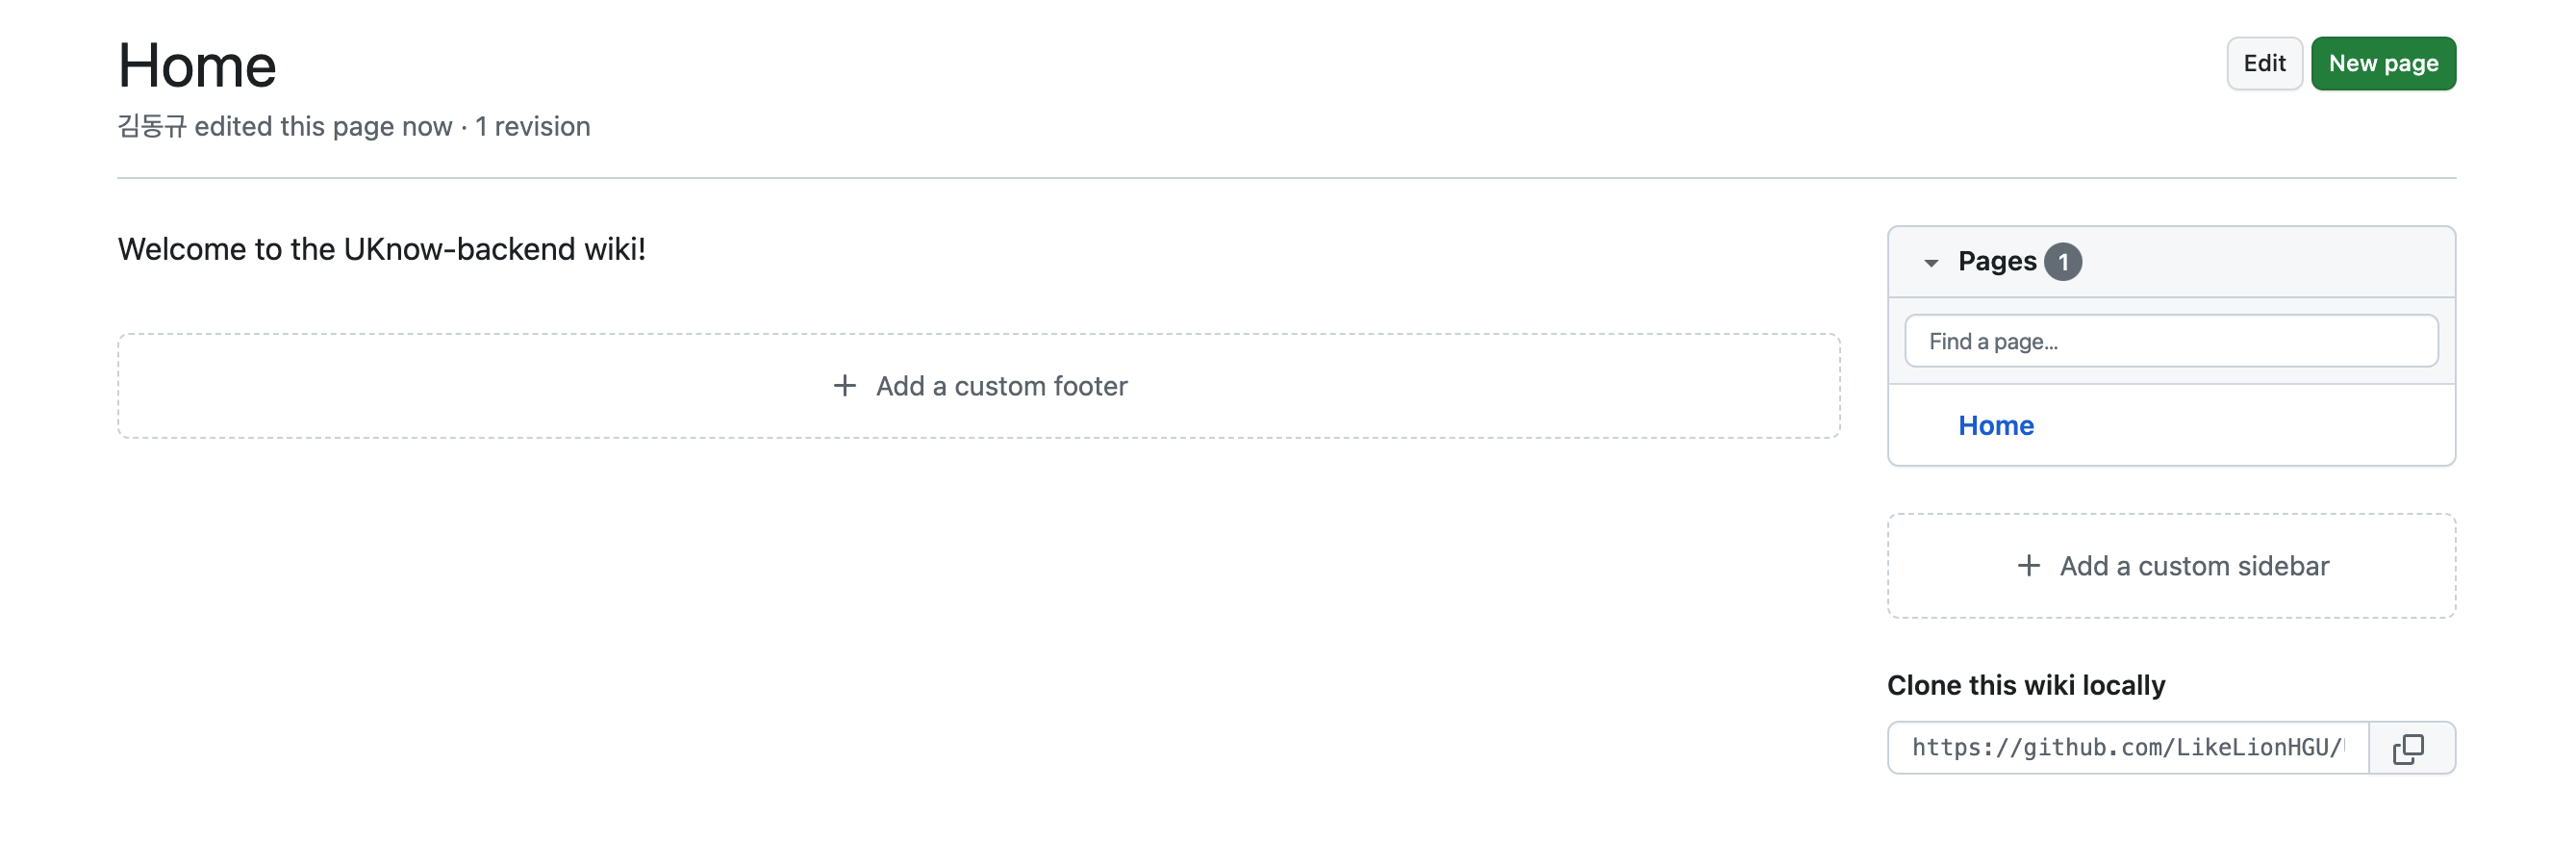 Home
Edit
New page
김동규 edited this page now · 1 revision
Welcome to the UKnow-backend wiki!
Add a custom footer
Pages 1
Find a page...
Home
Add a custom sidebar
Clone this wiki locally
https://github.com/LikeLionHGU/